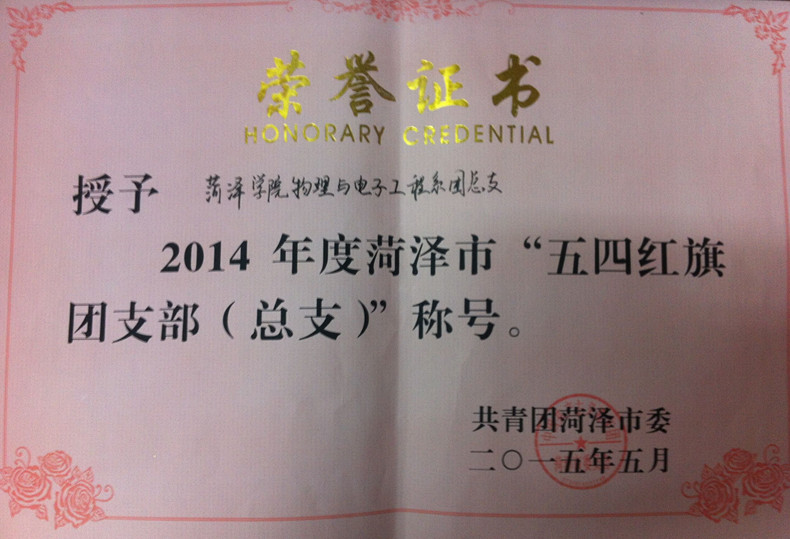 荣誉证书
HONORARY CREDENTIAL
授予 菏泽学院物理与电子工程系团总支
2014 年度菏泽市“五四红旗
团支部（总支）”称号。
共青团菏泽市委
二〇一五年五月